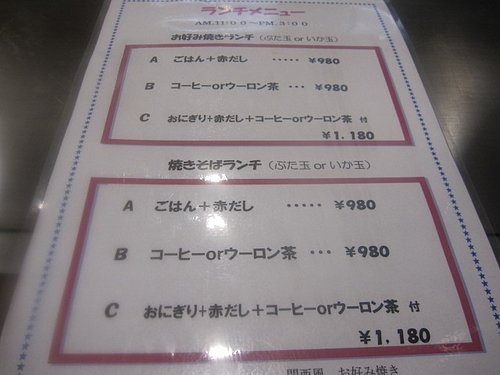 ランチメニュー
AM.11:00~PM.3:00
お好み焼きランチ（ぶた玉 or いか玉）
A ごはん＋赤だし ‥‥‥ ¥980
B コーヒーorウーロン茶 ‥‥ ¥980
C おにぎり+赤だし＋コーヒーorウーロン茶 付
¥1,180
焼きそばランチ（ぶた玉 or いか玉）
A ごはん＋赤だし ‥‥‥ ¥980
B コーヒーorウーロン茶 ‥‥ ¥980
C おにぎり+赤だし＋コーヒーorウーロン茶 付
¥1,180
関西風 お好み焼き